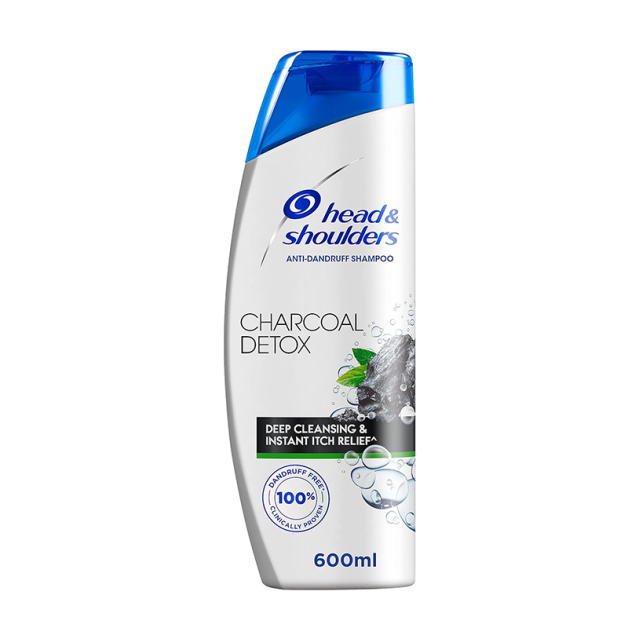 head &
shoulders
ANTI-DANDRUFF SHAMPOO
CHARCOAL
DETOX
DEEP CLEANSING &
INSTANT ITCH RELIEF^
DANDRUFF FREE*
100%
CLINICALLY PROVEN
600ml